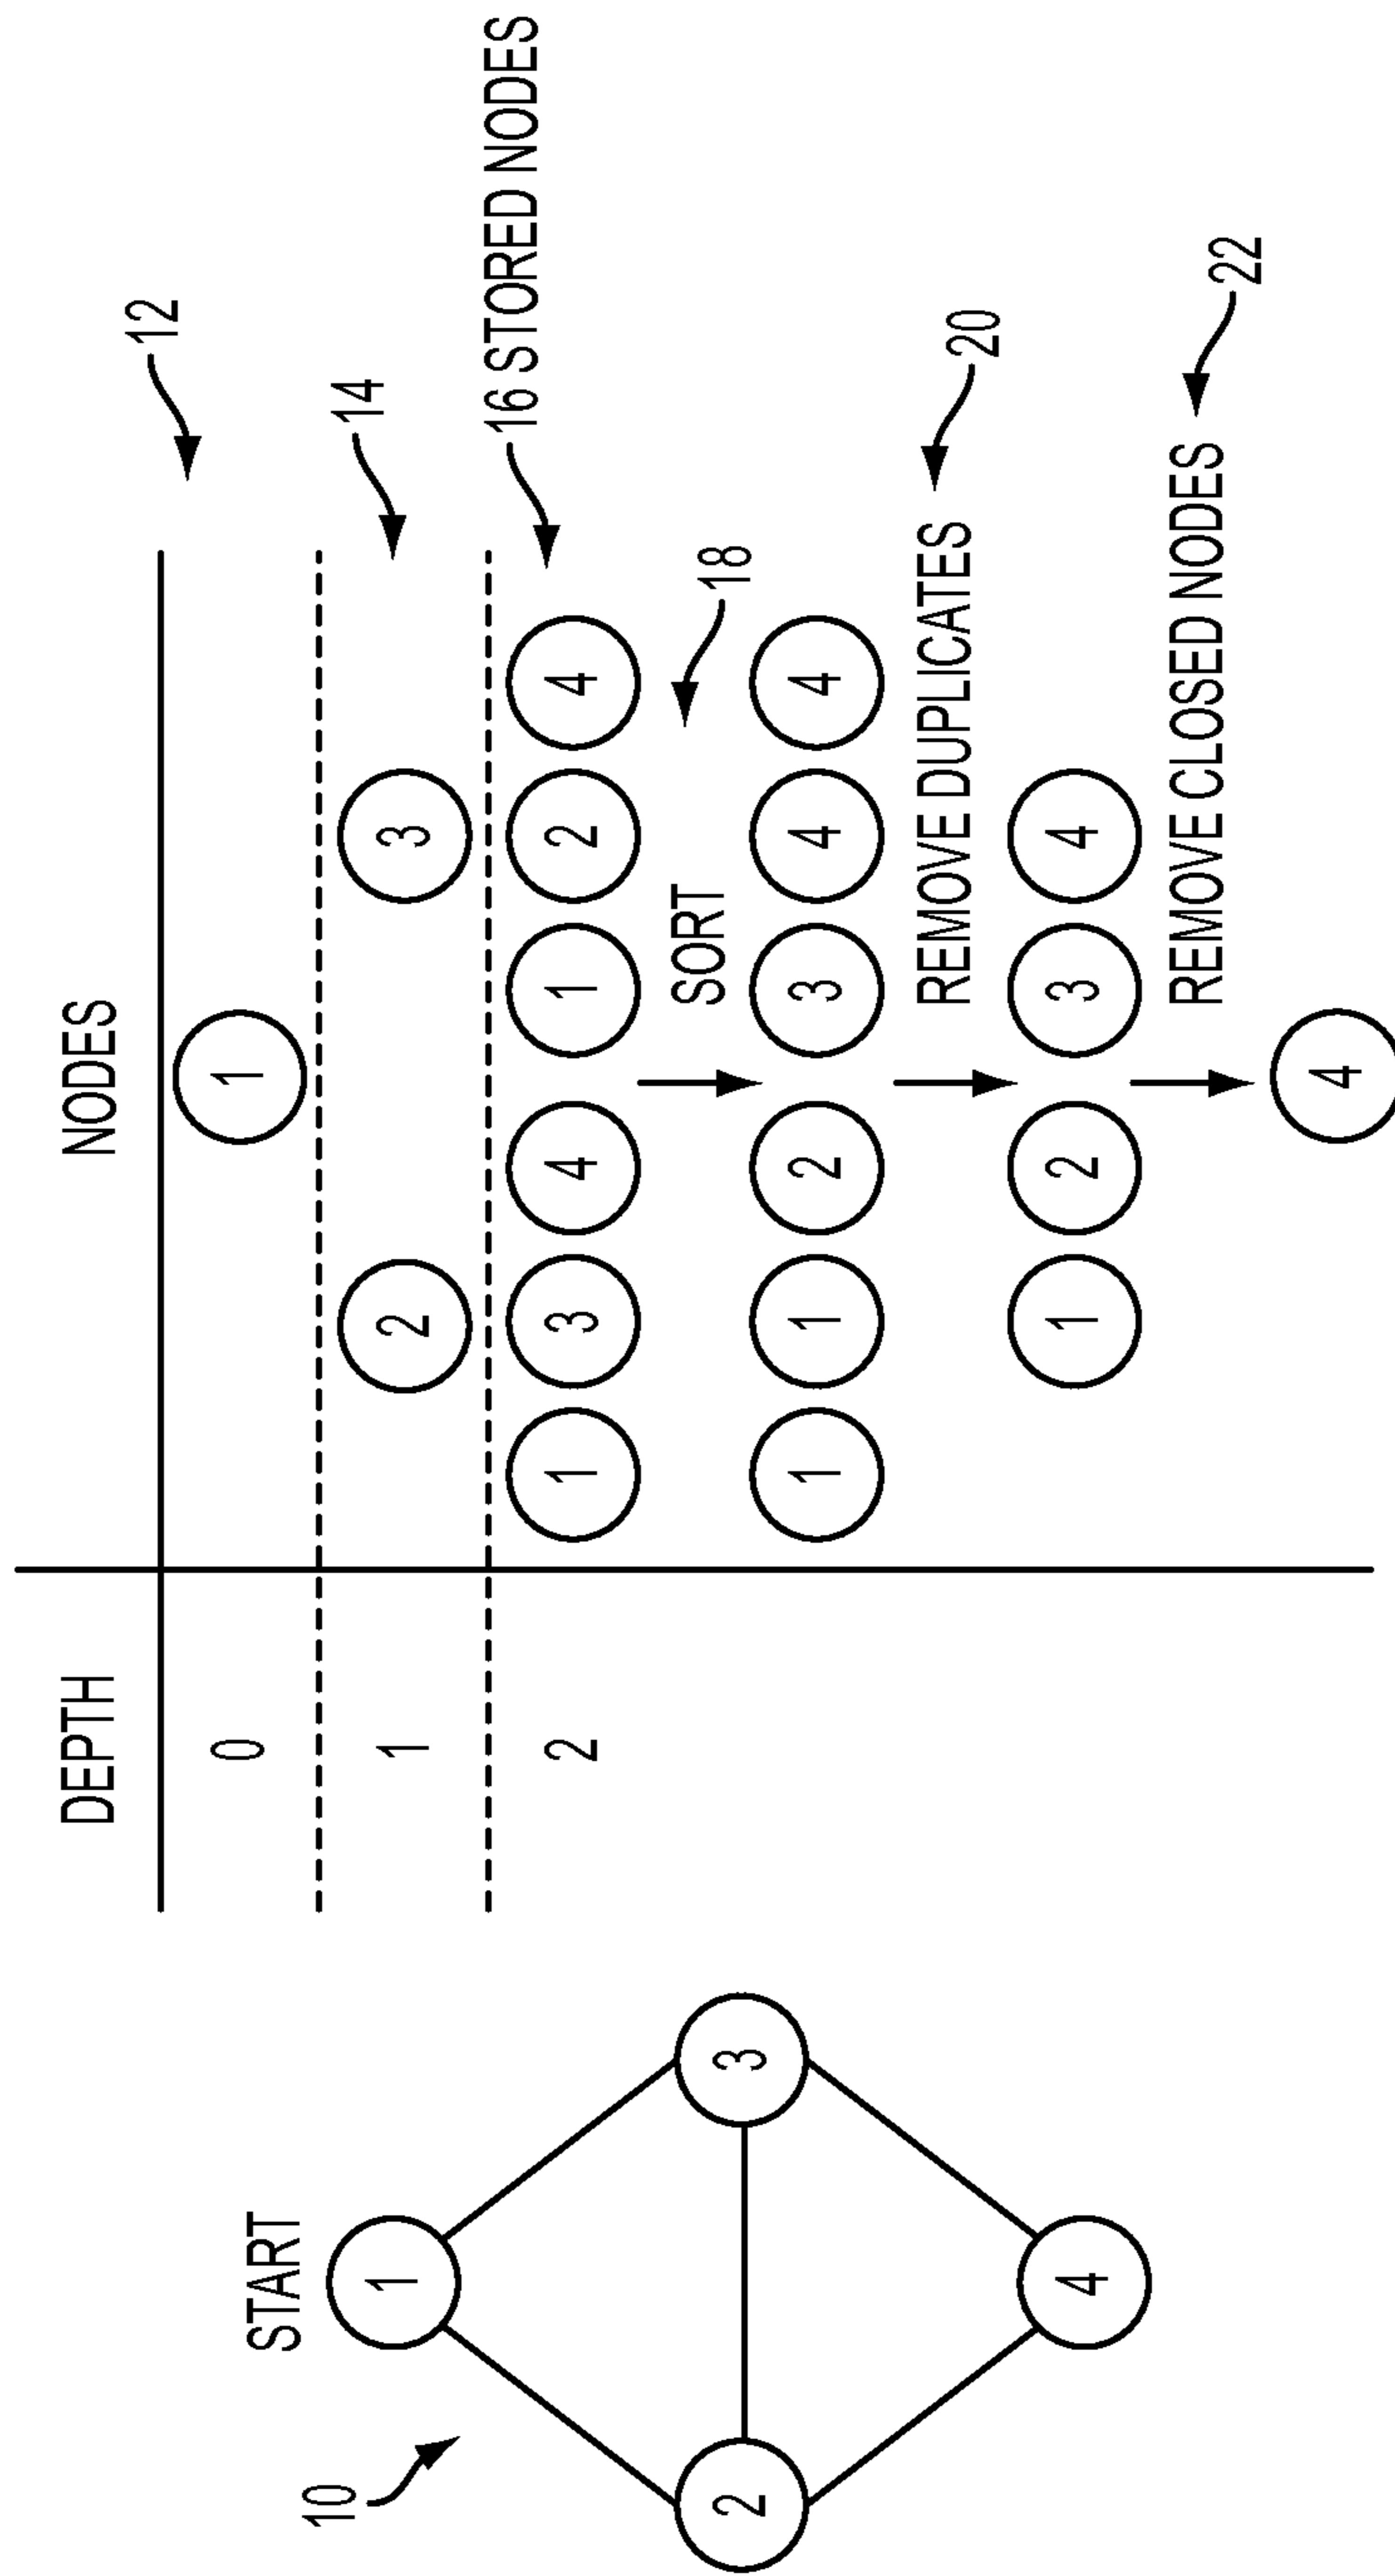 10
START
1
2 3
4
DEPTH NODES
12
0 1
14
1 2 3
16 STORED NODES
2 1 3 4 1 2 4
SORT 18
1 1 2 3 4 4
REMOVE DUPLICATES 20
1 2 3 4
REMOVE CLOSED NODES 22
4